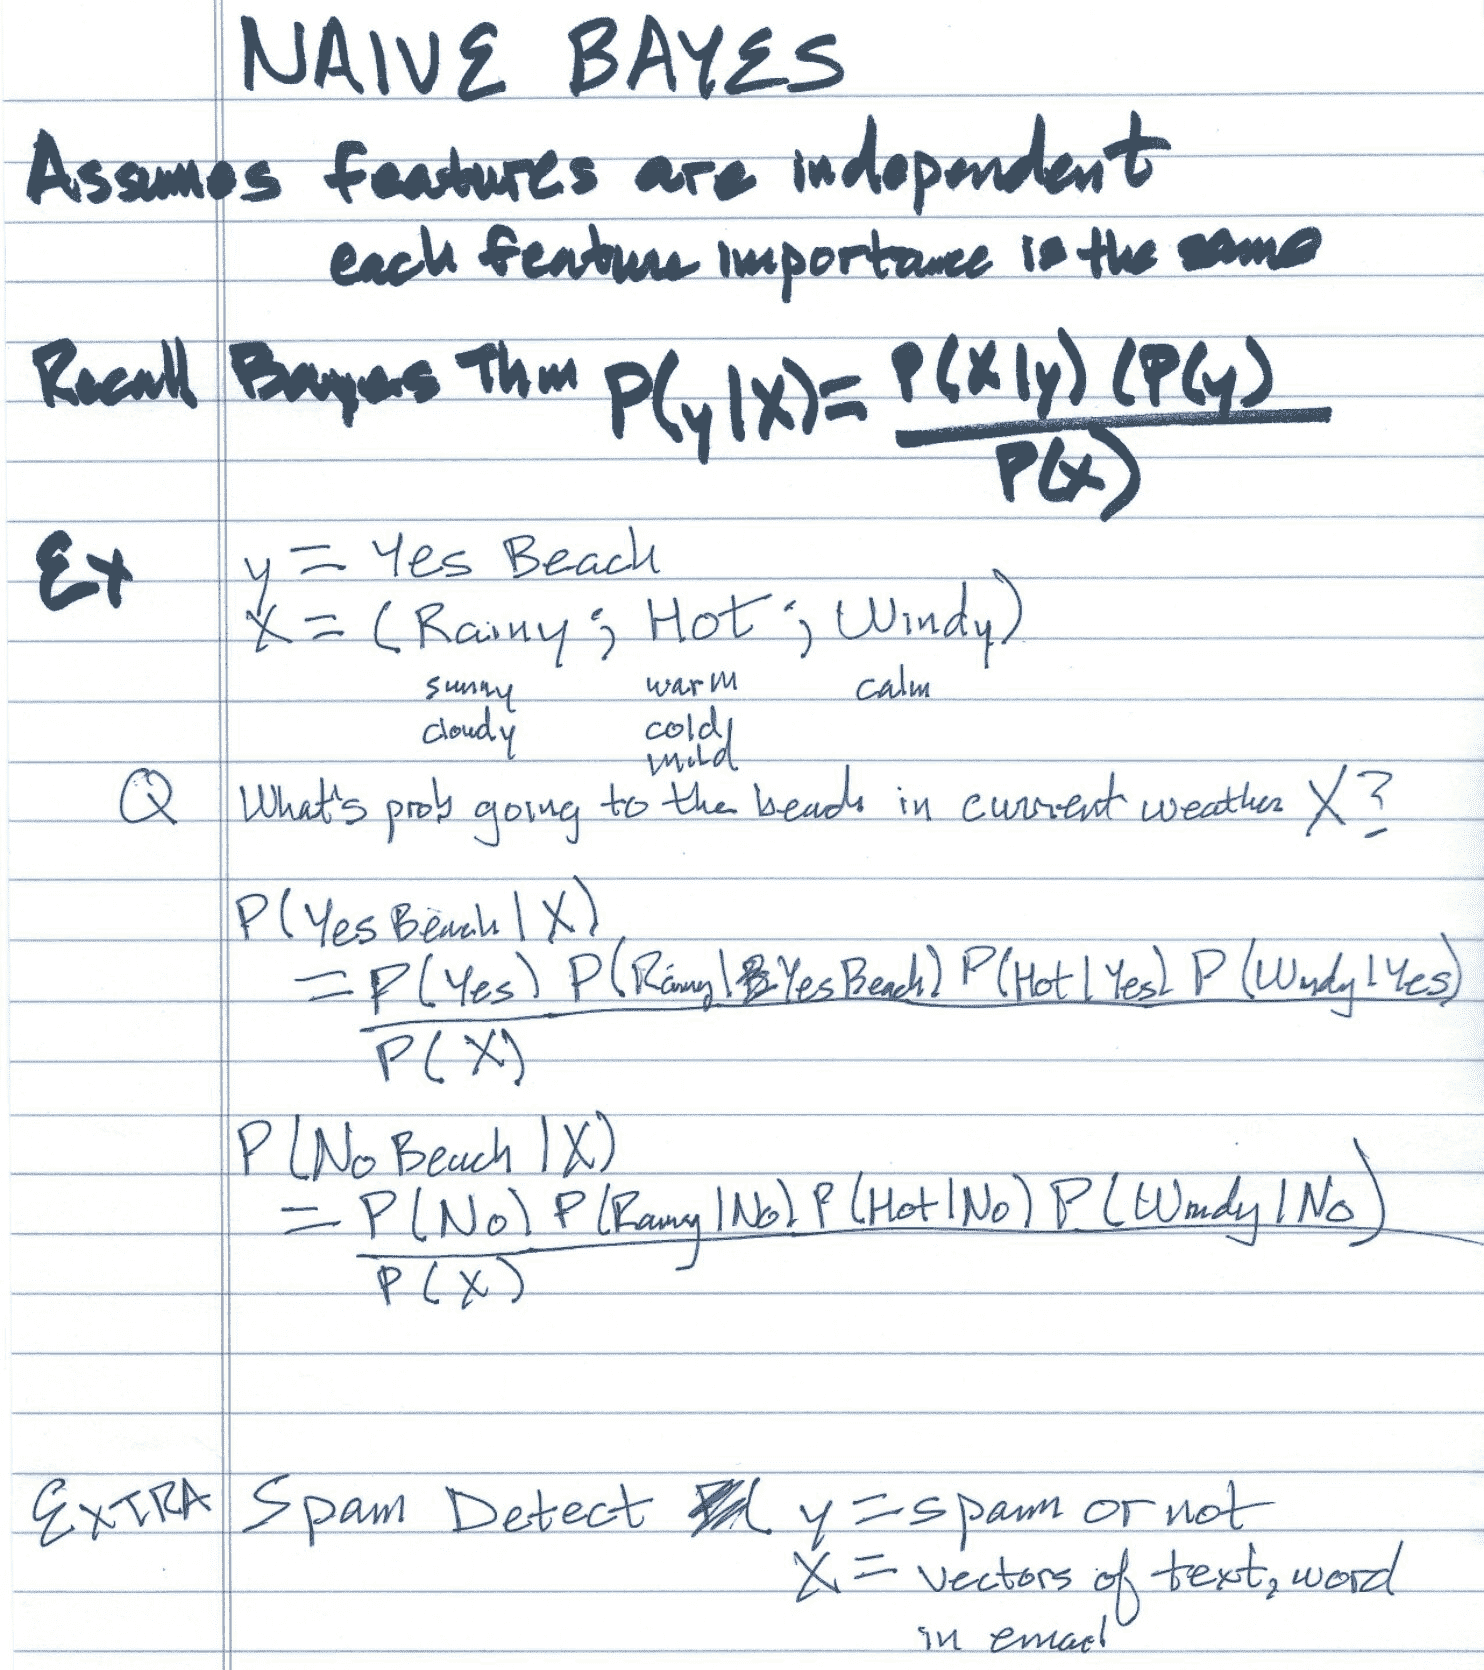 NAIVE BAYES
Assumes features are independent
each feature importance is the same
Recall Bayes Thm P(y|X) = P(X|y) (P(y)
P(x)
Ex y = Yes Beach
X = (Rainy; Hot; Windy)
sunny warm calm
cloudy cold
mild
Q What's prob going to the beach in current weather X?
P(Yes Beach | X)
= P(Yes) P(Rainy | Yes Beach) P(Hot | Yes) P(Windy | Yes)
P(X)
P(No Beach | X)
= P(No) P(Rainy | No) P(Hot | No) P(Windy | No)
P(X)
EXTRA Spam Detect y = spam or not
X = vectors of text, word
in email